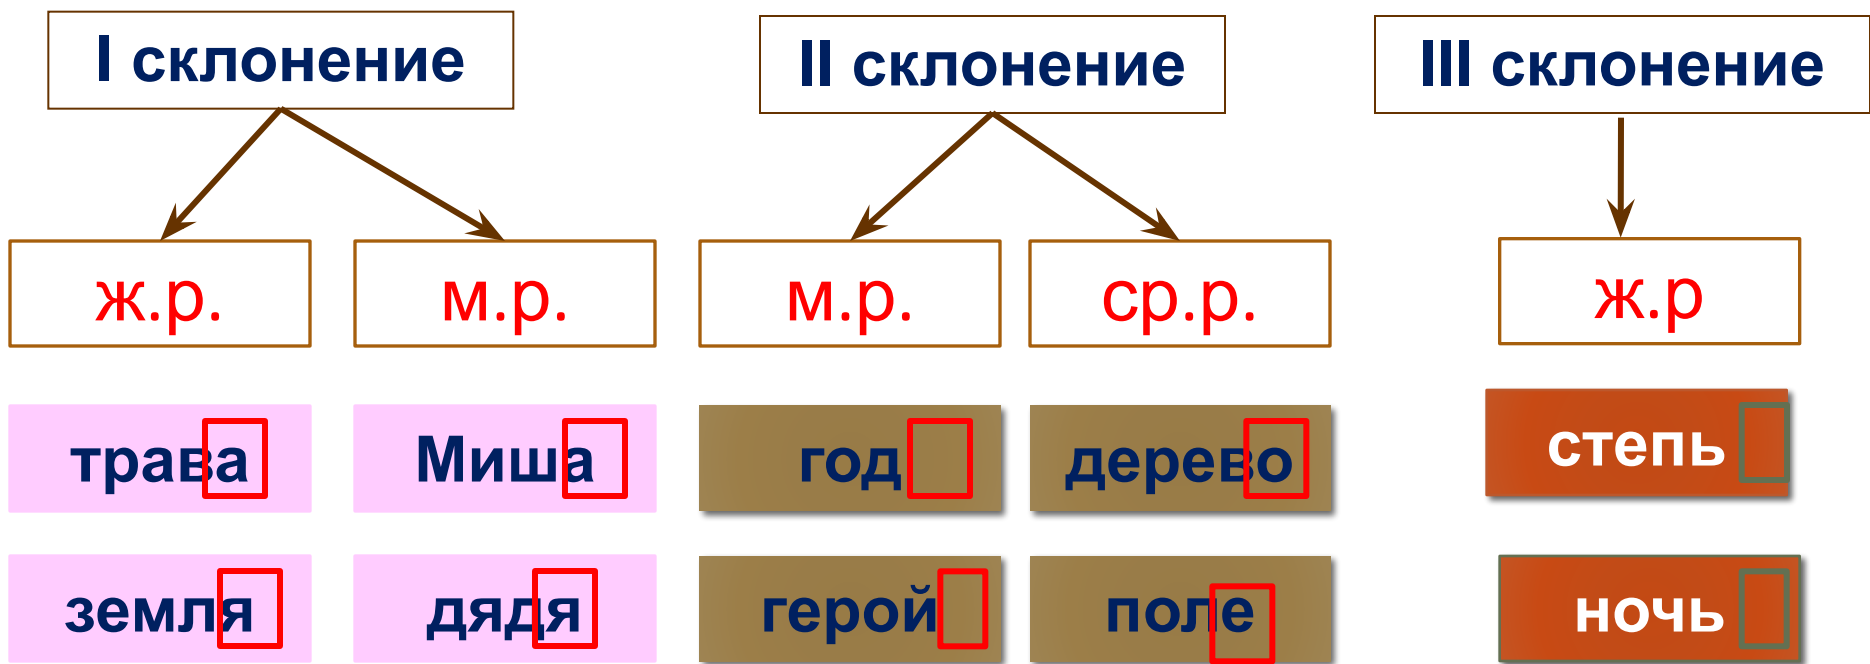 I склонение
II склонение
III склонение
ж.р.
м.р.
м.р.
ср.р.
ж.р
трава
Миша
год
дерево
степь
земля
дядя
герой
поле
ночь